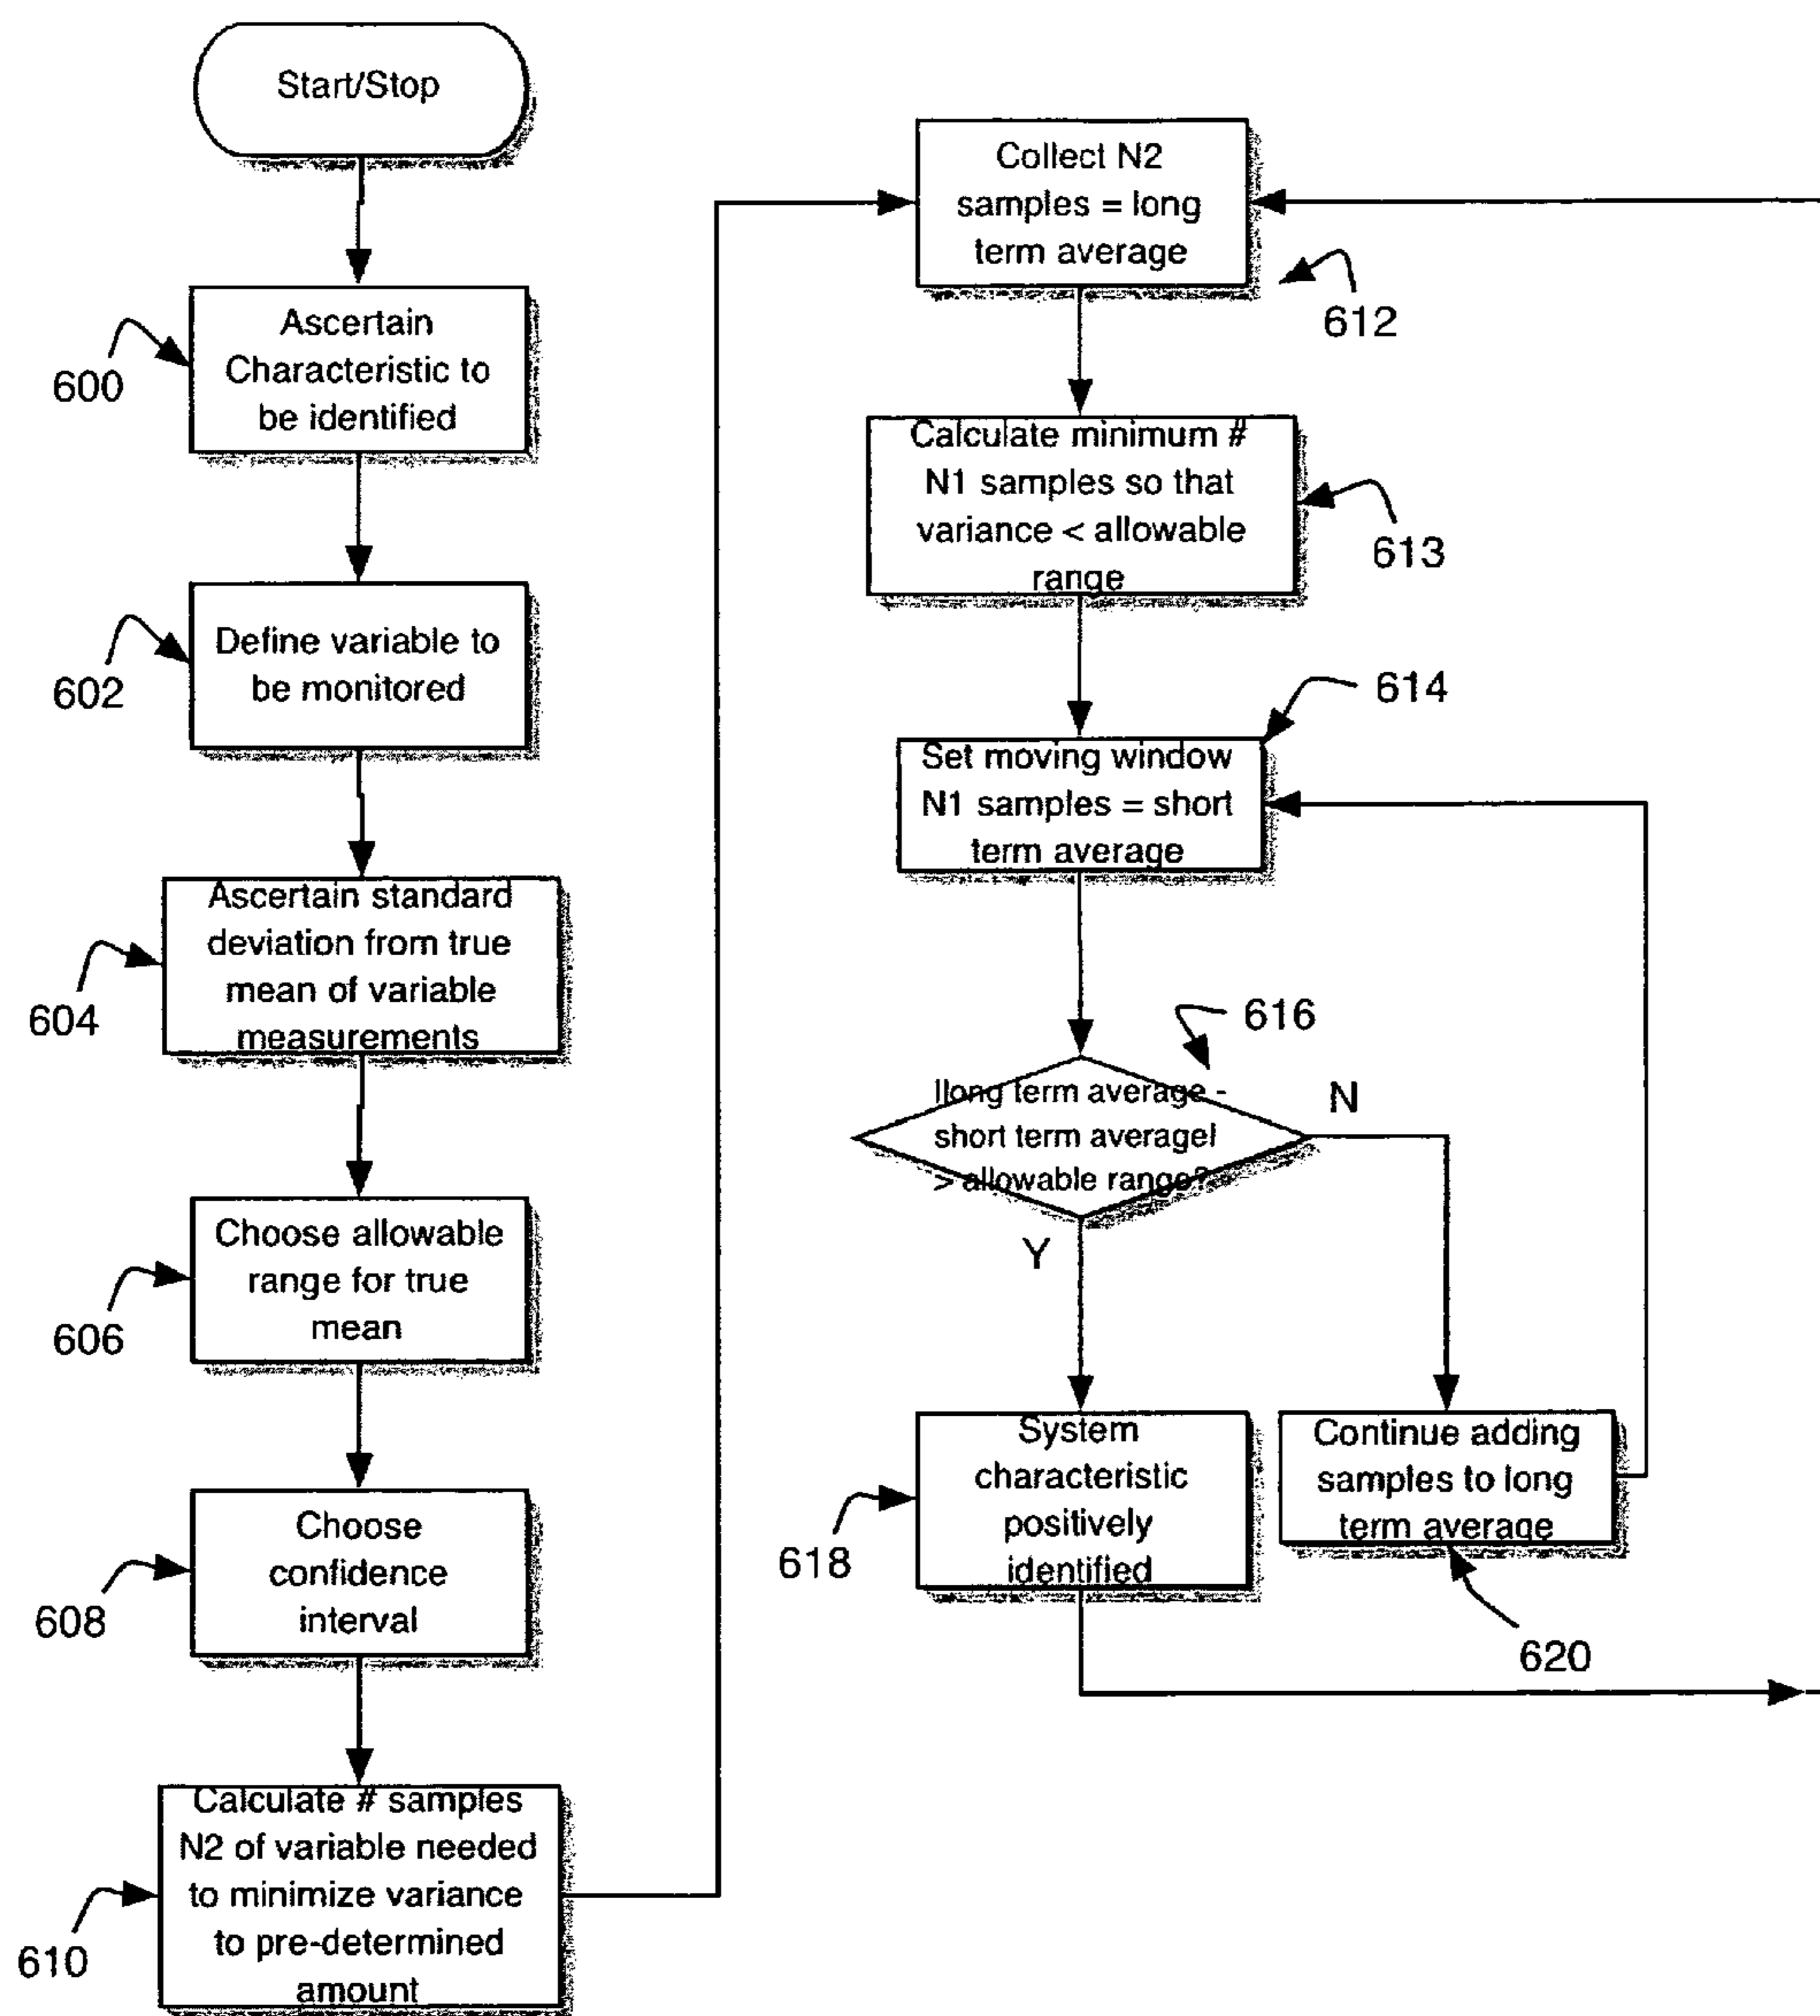 Start/Stop
Ascertain
Characteristic to
be identified
600
Define variable to
be monitored
602
Ascertain standard
deviation from true
mean of variable
measurements
604
Choose allowable
range for true
mean
606
Choose
confidence
interval
608
Calculate # samples
N2 of variable needed
to minimize variance
to pre-determined
amount
610
Collect N2
samples = long
term average
612
Calculate minimum #
N1 samples so that
variance < allowable
range
613
614
Set moving window
N1 samples = short
term average
616
|long term average -
short term average|
> allowable range?
N
Y
System
characteristic
positively
identified
618
Continue adding
samples to long
term average
620